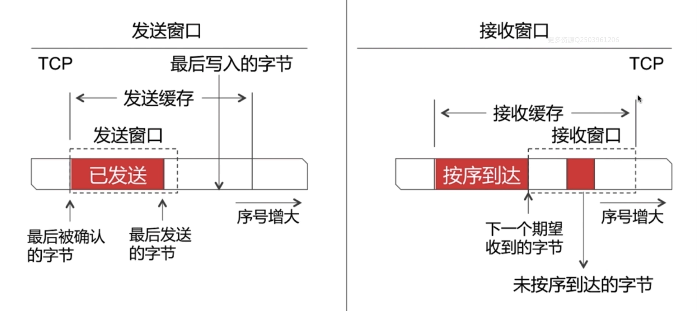 发送窗口
TCP
最后写入的字节
发送缓存
发送窗口
已发送
序号增大
最后被确认
的字节
最后发送
的字节
接收窗口
TCP
接收缓存
接收窗口
按序到达
序号增大
下一个期望
收到的字节
未按序到达的字节